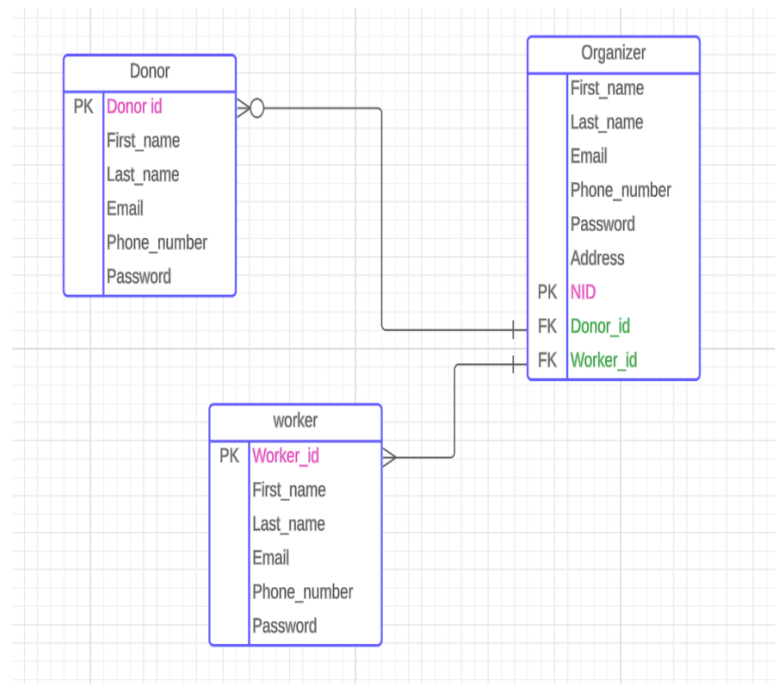 Donor
PK Donor id
First_name
Last_name
Email
Phone_number
Password
Organizer
First_name
Last_name
Email
Phone_number
Password
Address
PK NID
FK Donor_id
FK Worker_id
worker
PK Worker_id
First_name
Last_name
Email
Phone_number
Password